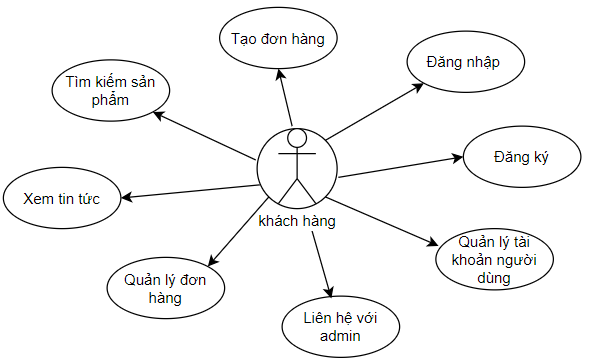 Tạo đơn hàng
Đăng nhập
Tìm kiếm sản
phẩm
Đăng ký
Xem tin tức
khách hàng
Quản lý tài
khoản người
dùng
Quản lý đơn
hàng
Liên hệ với
admin